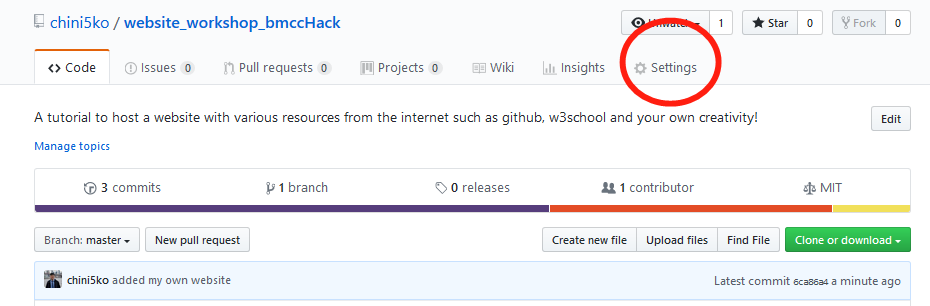 chini5ko / website_workshop_bmccHack
Unwatch 1 Star 0 Fork 0
Code Issues 0 Pull requests 0 Projects 0 Wiki Insights Settings
A tutorial to host a website with various resources from the internet such as github, w3school and your own creativity! Edit
Manage topics
3 commits 1 branch 0 releases 1 contributor MIT
Branch: master New pull request Create new file Upload files Find File Clone or download
chini5ko added my own website Latest commit 6ca86a4 a minute ago